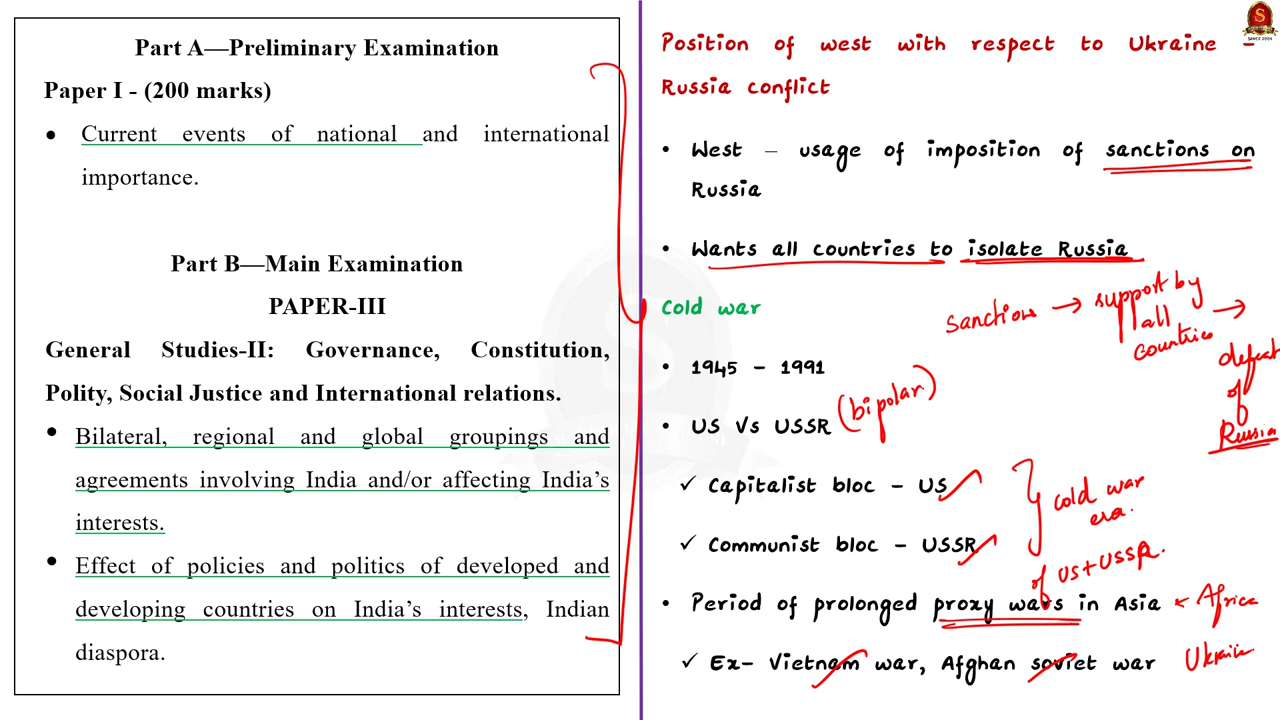 Part A—Preliminary Examination
Paper I - (200 marks)
• Current events of national and international
importance.
Part B—Main Examination
PAPER-III
General Studies-II: Governance, Constitution,
Polity, Social Justice and International relations.
• Bilateral, regional and global groupings and
agreements involving India and/or affecting India's
interests.
• Effect of policies and politics of developed and
developing countries on India's interests, Indian
diaspora.
S
SINCE 2004
Position of west with respect to Ukraine –
Russia conflict
• West – usage of imposition of sanctions on
Russia
• Wants all countries to isolate Russia
Sanctions → support by
all
countries →
defeat
of
Russia
Cold war
• 1945 – 1991
• US Vs USSR (bipolar)
✓ Capitalist bloc – US
✓ Communist bloc – USSR
cold war
era.
of US+USSR.
• Period of prolonged proxy wars in Asia Africa
✓ Ex- Vietnam war, Afghan soviet war Ukraine